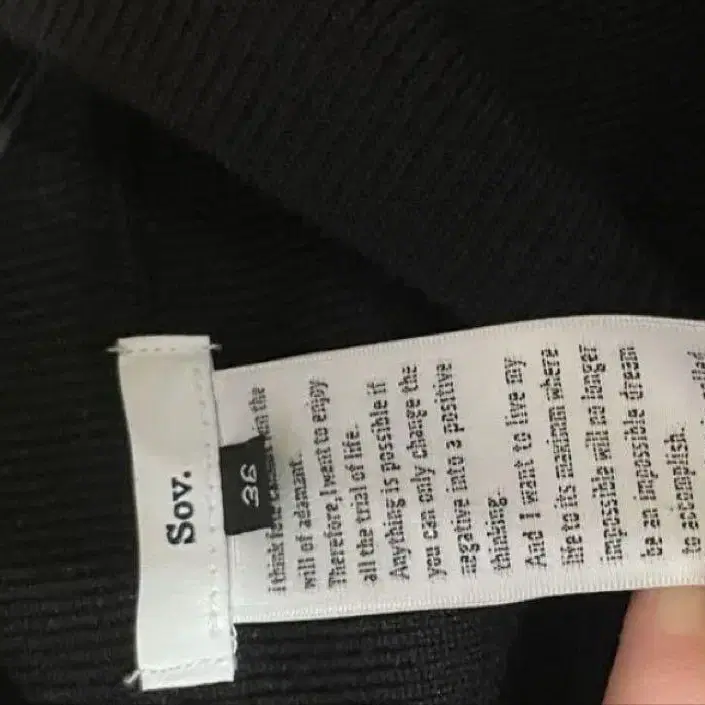 Sov.
36
I think
will of adamant.
Therefore, I want to enjoy
all the trial of life.
Anything is possible if
you can only change the
negative into a positive
thinking.
And I want to live my
life to its maximum where
impossible will no longer
be an impossible dream
to accomplish.